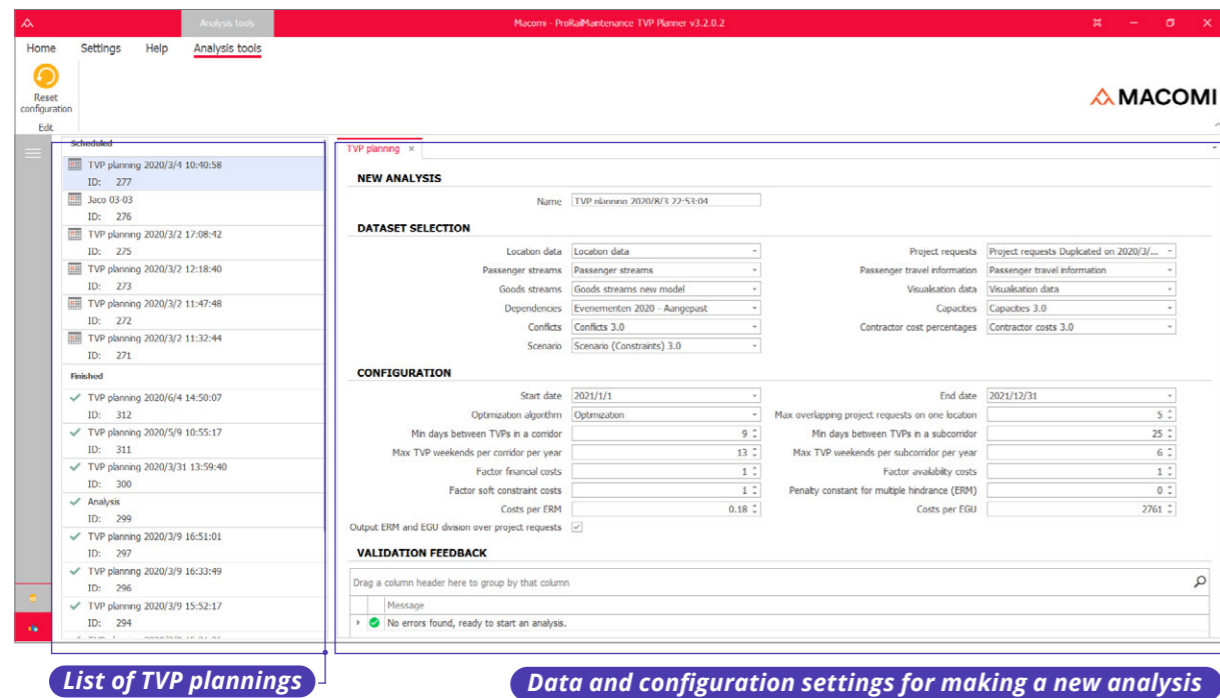 Analysis tools
Macomi - ProRailMaintenance TVP Planner v3.2.0.2
Home Settings Help Analysis tools
Reset
configuration
Edit
MACOMI
Scheduled
TVP planning 2020/3/4 10:40:58
ID: 277
Jaco 03-03
ID: 276
TVP planning 2020/3/2 17:08:42
ID: 275
TVP planning 2020/3/2 12:18:40
ID: 273
TVP planning 2020/3/2 11:47:48
ID: 272
TVP planning 2020/3/2 11:32:44
ID: 271
Finished
TVP planning 2020/6/4 14:50:07
ID: 312
TVP planning 2020/5/9 10:55:17
ID: 311
TVP planning 2020/3/31 13:59:40
ID: 300
Analysis
ID: 299
TVP planning 2020/3/9 16:51:01
ID: 297
TVP planning 2020/3/9 16:33:49
ID: 296
TVP planning 2020/3/9 15:52:17
ID: 294
TVP planning ×
NEW ANALYSIS
Name TVP planning 2020/8/3 22:53:04
DATASET SELECTION
Location data Location data Project requests Project requests Duplicated on 2020/3/...
Passenger streams Passenger streams Passenger travel information Passenger travel information
Goods streams Goods streams new model Visualisation data Visualisation data
Dependences Evenementen 2020 - Aangepast Capacities Capacities 3.0
Conflicts Conflicts 3.0 Contractor cost percentages Contractor costs 3.0
Scenario Scenario (Constraints) 3.0
CONFIGURATION
Start date 2021/1/1 End date 2021/12/31
Optimization algorithm Optimization Max overlapping project requests on one location 5
Min days between TVPs in a corridor 9 Min days between TVPs in a subcorridor 25
Max TVP weekends per corridor per year 13 Max TVP weekends per subcorridor per year 6
Factor financial costs 1 Factor availability costs 1
Factor soft constraint costs 1 Penalty constant for multiple hindrance (ERM) 0
Costs per ERM 0.18 Costs per EGU 2761
Output ERM and EGU division over project requests
VALIDATION FEEDBACK
Drag a column header here to group by that column
Message
No errors found, ready to start an analysis.
List of TVP plannings
Data and configuration settings for making a new analysis